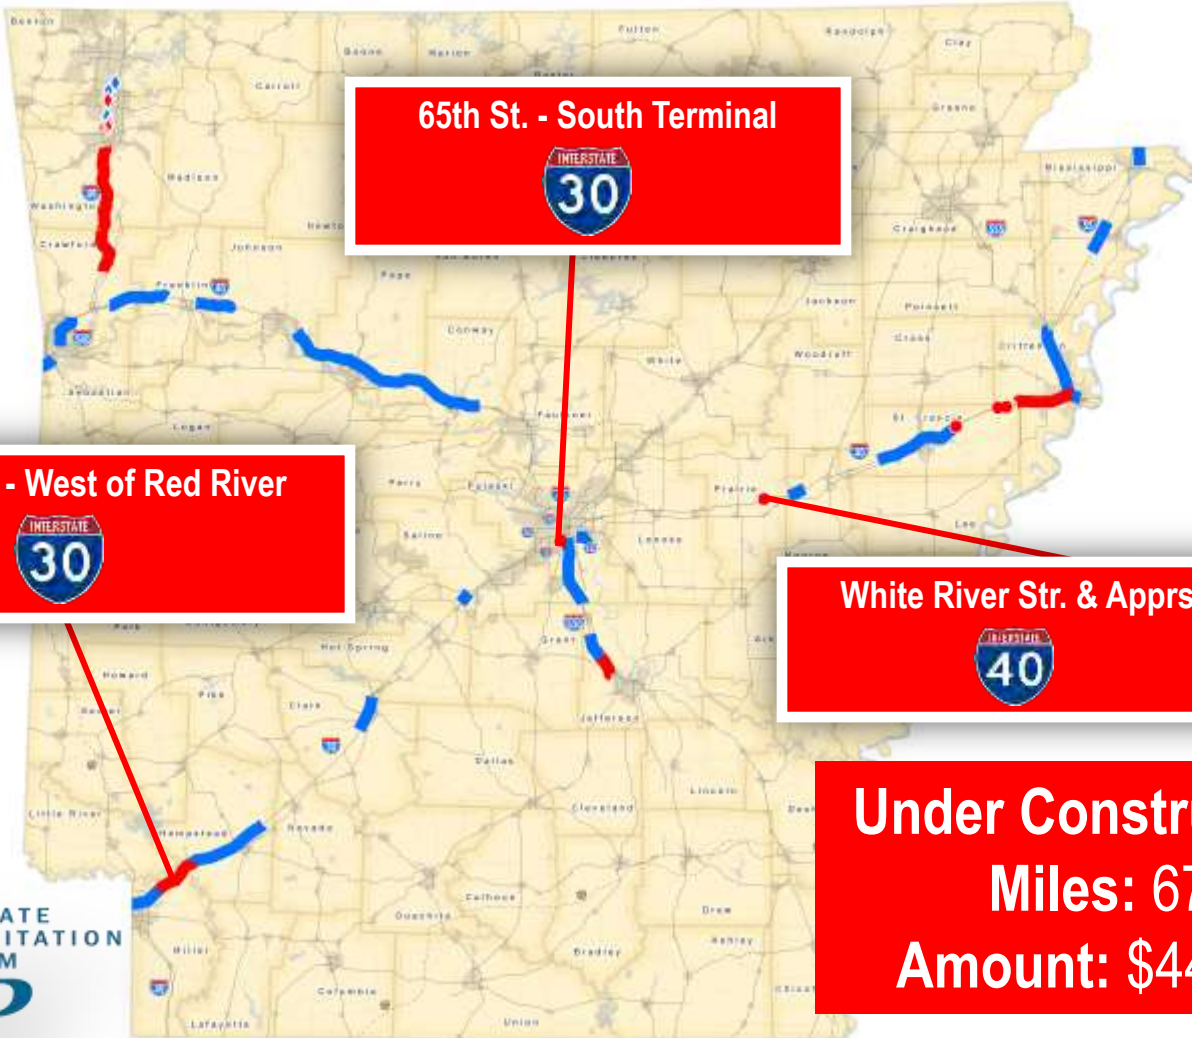 Benton
Boone
Marion
Fulton
Randolph
Clay
Carroll
Baxter
Greene
65th St. - South Terminal
INTERSTATE
30
Madison
Washington
Mississippi
Craighead
Crawford
Johnson
Franklin
Pope
Jackson
Poinsett
Conway
Cross
Crittenden
White
Woodruff
Sebastian
Logan
Faulkner
St. Francis
- West of Red River
INTERSTATE
30
Perry
Pulaski
Prairie
Saline
Lonoke
Lee
Monroe
White River Str. & Apprs
INTERSTATE
40
Grant
Hot Spring
Howard
Pike
Clark
Jefferson
Dallas
Little River
Cleveland
Lincoln
Hempstead
Nevada
Under Constr
Miles: 67
Amount: $44
Calhoun
Ouachita
Drew
ATE
ITATION
M
Miller
Bradley
Ashley
Columbia
Lafayette
Union